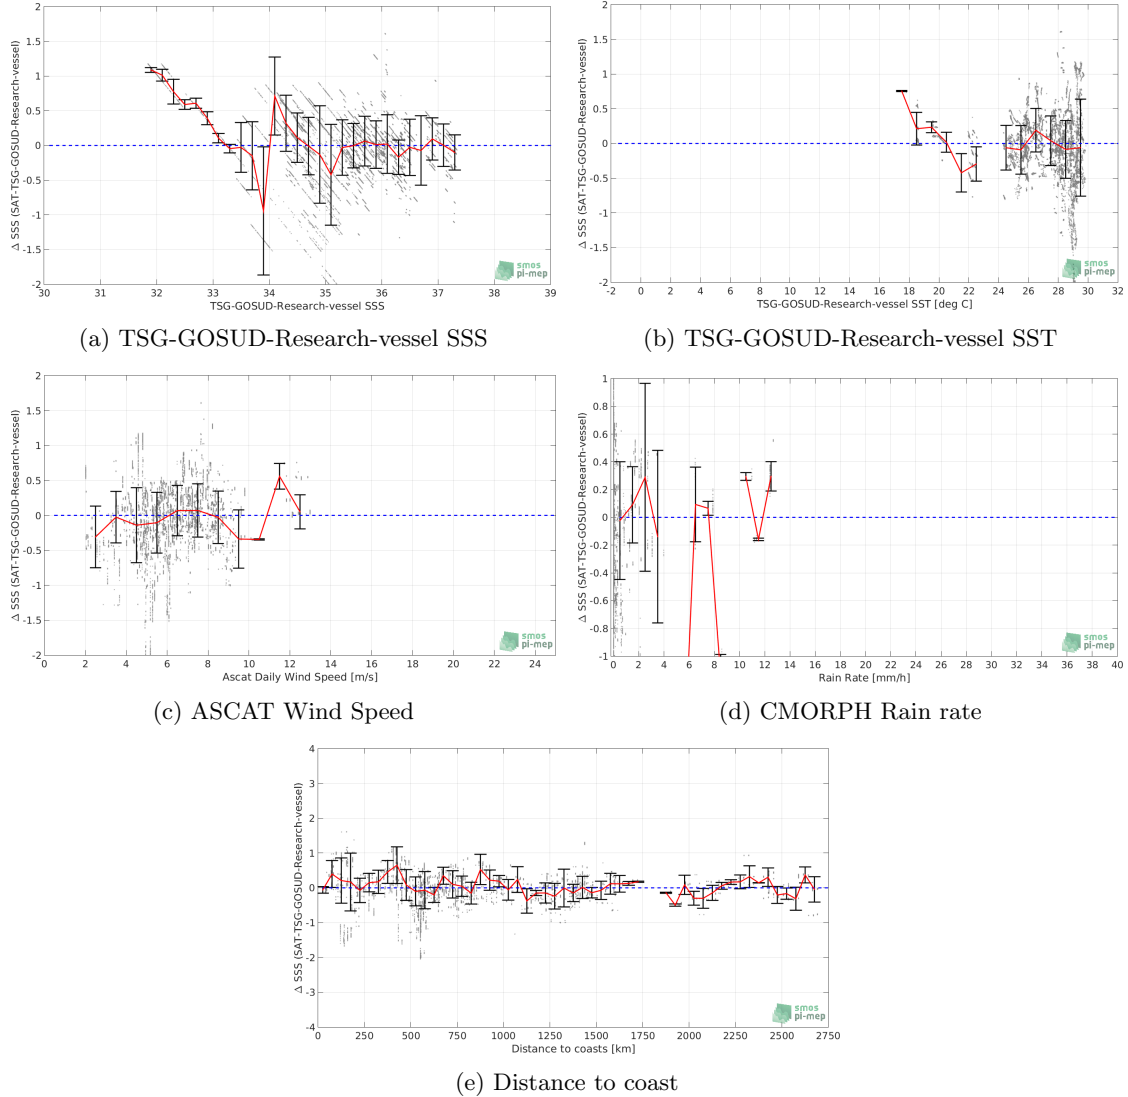 2
1.5
1
0.5
0
-0.5
-1
-1.5
-2
Δ SSS (SAT-TSG-GOSUD-Research-vessel)
30 31 32 33 34 35 36 37 38 39
TSG-GOSUD-Research-vessel SSS
smos
pi-mep
(a) TSG-GOSUD-Research-vessel SSS
2
1.5
1
0.5
0
-0.5
-1
-1.5
-2
Δ SSS (SAT-TSG-GOSUD-Research-vessel)
-2 0 2 4 6 8 10 12 14 16 18 20 22 24 26 28 30 32
TSG-GOSUD-Research-vessel SST [deg C]
smos
pi-mep
(b) TSG-GOSUD-Research-vessel SST
2
1.5
1
0.5
0
-0.5
-1
-1.5
-2
Δ SSS (SAT-TSG-GOSUD-Research-vessel)
0 2 4 6 8 10 12 14 16 18 20 22 24
Ascat Daily Wind Speed [m/s]
smos
pi-mep
(c) ASCAT Wind Speed
1
0.8
0.6
0.4
0.2
0
-0.2
-0.4
-0.6
-0.8
-1
Δ SSS (SAT-TSG-GOSUD-Research-vessel)
0 2 4 6 8 10 12 14 16 18 20 22 24 26 28 30 32 34 36 38 40
Rain Rate [mm/h]
smos
pi-mep
(d) CMORPH Rain rate
4
3
2
1
0
-1
-2
-3
-4
Δ SSS (SAT-TSG-GOSUD-Research-vessel)
0 250 500 750 1000 1250 1500 1750 2000 2250 2500 2750
Distance to coasts [km]
smos
pi-mep
(e) Distance to coast